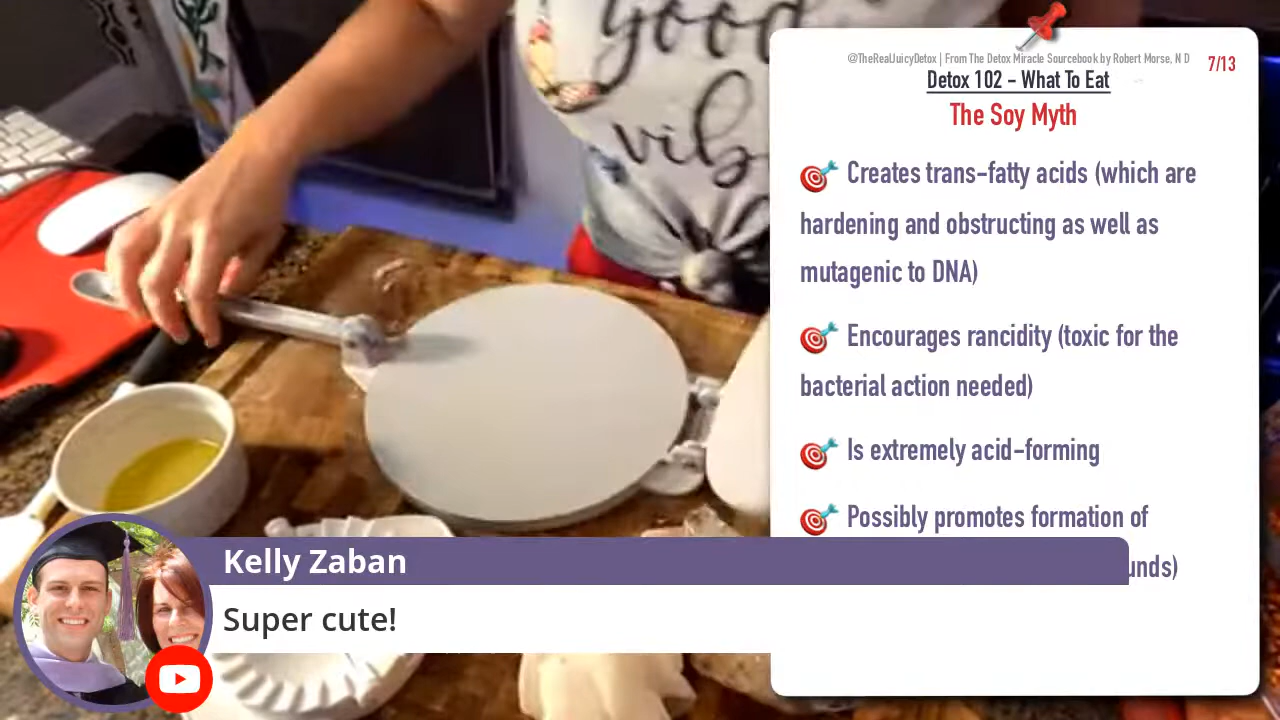 good
vib
@TheRealJuicyDetox | From The Detox Miracle Sourcebook by Robert Morse, N D
7/13
Detox 102 - What To Eat
The Soy Myth
Creates trans-fatty acids (which are
hardening and obstructing as well as
mutagenic to DNA)
Encourages rancidity (toxic for the
bacterial action needed)
Is extremely acid-forming
Possibly promotes formation of
unds)
Kelly Zaban
Super cute!